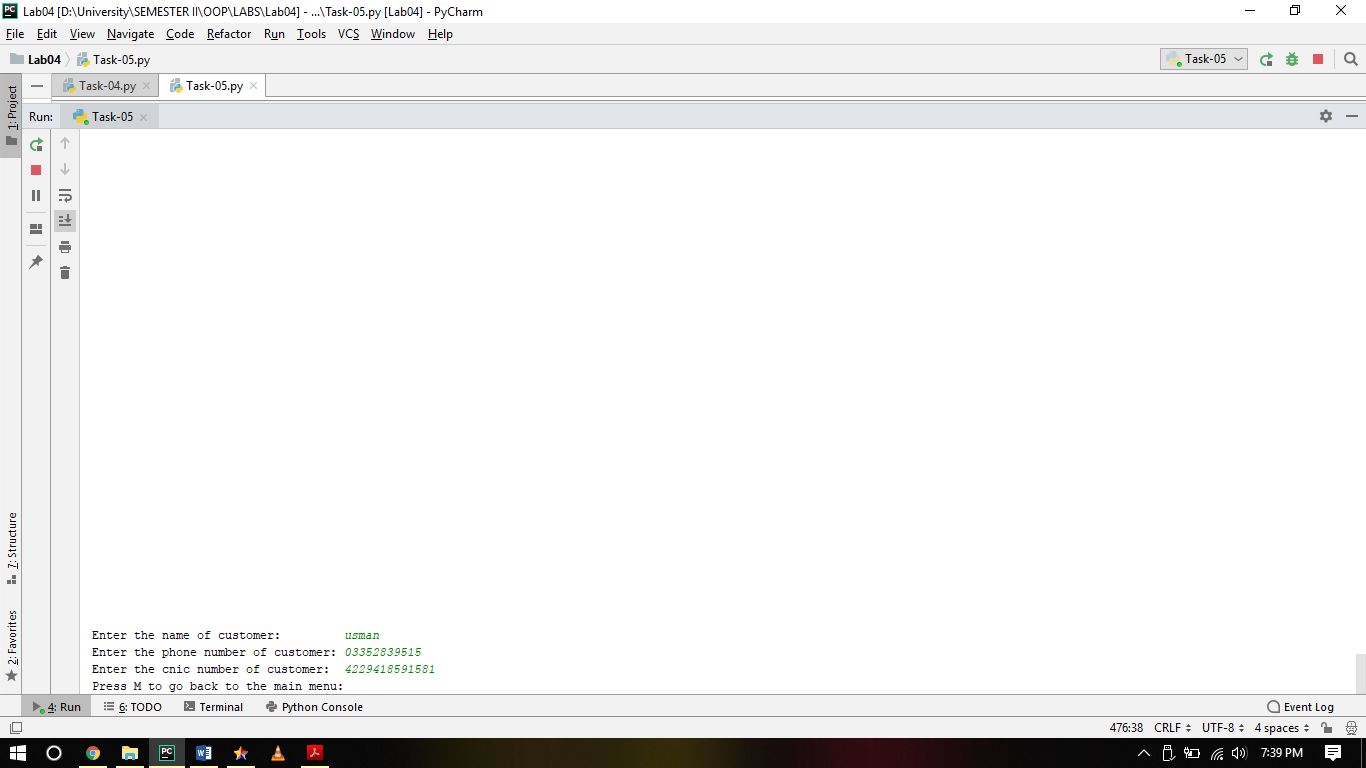 Lab04 [D:\University\SEMESTER II\OOP\LABS\Lab04] - ...\Task-05.py [Lab04] - PyCharm
File Edit View Navigate Code Refactor Run Tools VCS Window Help
Lab04 Task-05.py Task-05
Task-04.py Task-05.py
1: Project
Run: Task-05
7: Structure
2: Favorites
Enter the name of customer: usman
Enter the phone number of customer: 03352839515
Enter the cnic number of customer: 4229418591581
Press M to go back to the main menu:
4: Run 6: TODO Terminal Python Console Event Log
476:38 CRLF UTF-8 4 spaces
PC W 7:39 PM